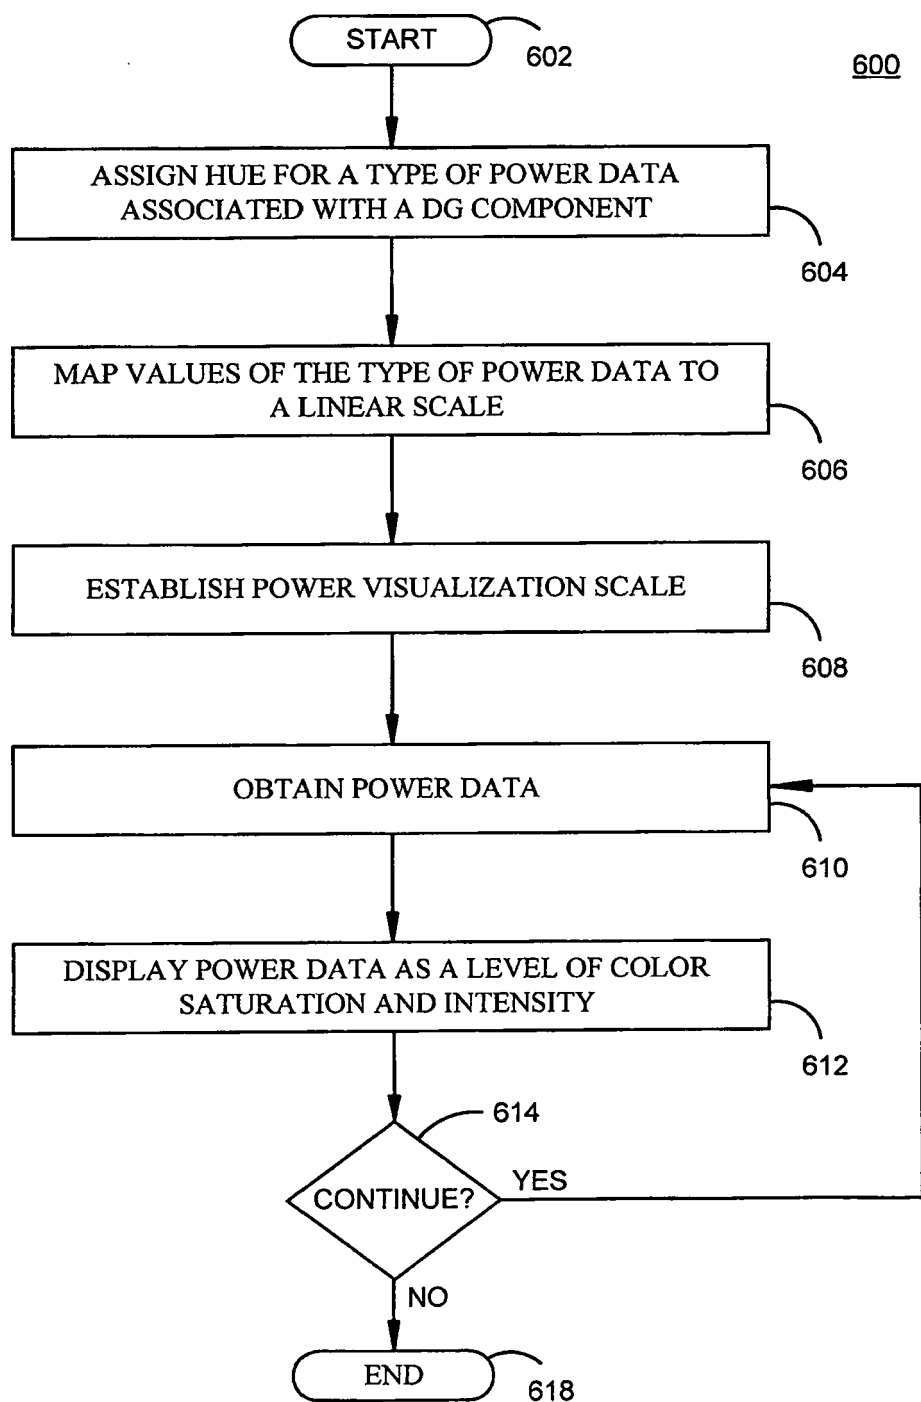 START
602
600
ASSIGN HUE FOR A TYPE OF POWER DATA
ASSOCIATED WITH A DG COMPONENT
604
MAP VALUES OF THE TYPE OF POWER DATA TO
A LINEAR SCALE
606
ESTABLISH POWER VISUALIZATION SCALE
608
OBTAIN POWER DATA
610
DISPLAY POWER DATA AS A LEVEL OF COLOR
SATURATION AND INTENSITY
612
614
CONTINUE?
YES
NO
END
618